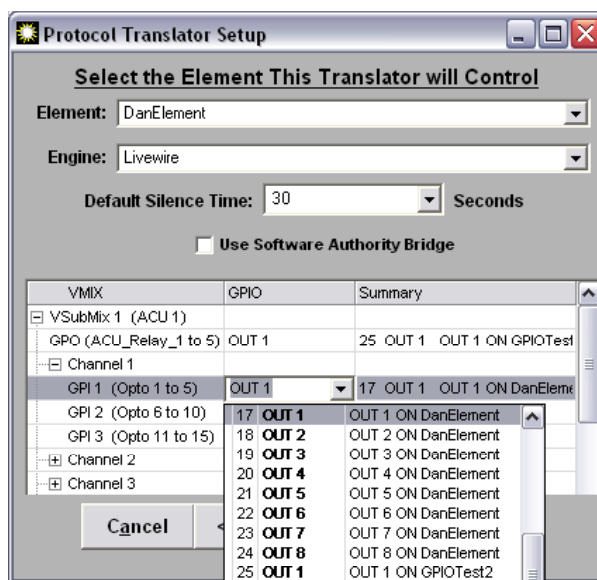 Protocol Translator Setup
Select the Element This Translator will Control
Element: DanElement
Engine: Livewire
Default Silence Time: 30 Seconds
Use Software Authority Bridge
VMIX GPIO Summary
VSubMix 1 (ACU 1)
GPO (ACU_Relay_1 to 5) OUT 1 25 OUT 1 OUT 1 ON GPIOTest
Channel 1
GPI 1 (Opto 1 to 5) OUT 1 17 OUT 1 OUT 1 ON DanEleme
GPI 2 (Opto 6 to 10) 17 OUT 1 OUT 1 ON DanElement
GPI 3 (Opto 11 to 15) 18 OUT 2 OUT 2 ON DanElement
19 OUT 3 OUT 3 ON DanElement
Channel 2 20 OUT 4 OUT 4 ON DanElement
Channel 3 21 OUT 5 OUT 5 ON DanElement
22 OUT 6 OUT 6 ON DanElement
Cancel < 23 OUT 7 OUT 7 ON DanElement
24 OUT 8 OUT 8 ON DanElement
25 OUT 1 OUT 1 ON GPIOTest2